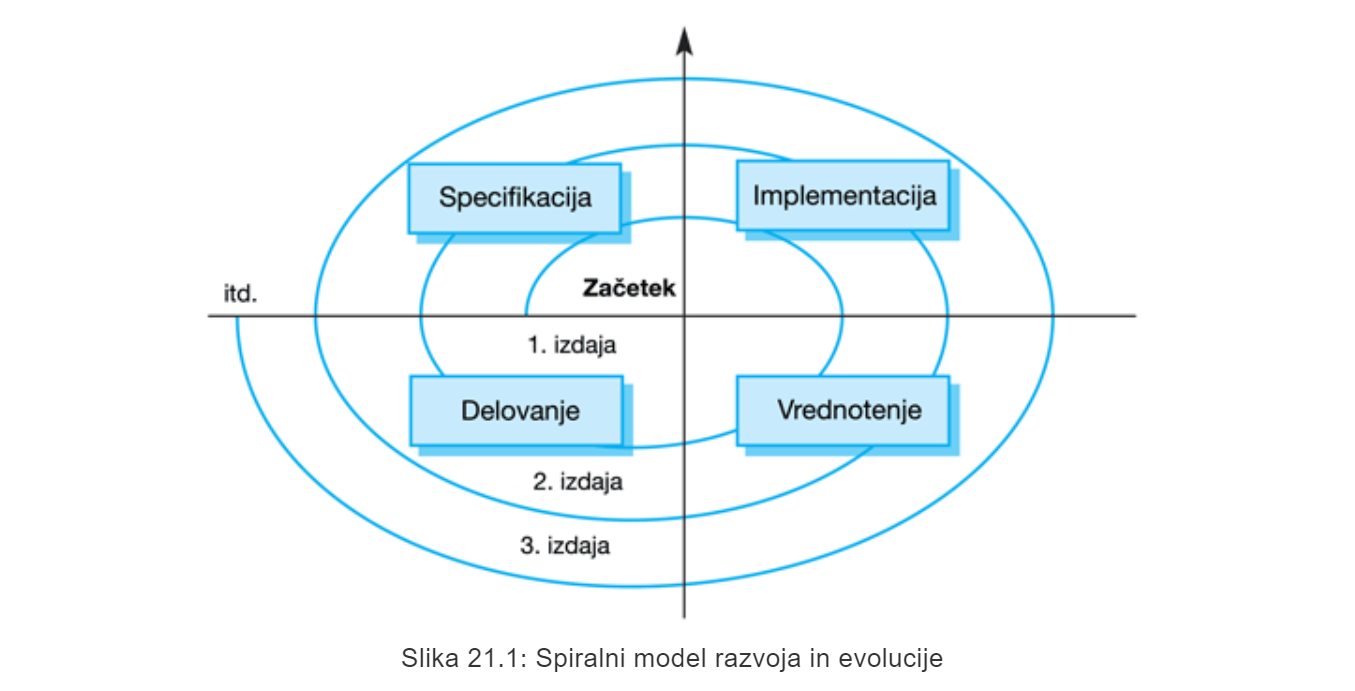 Specifikacija
Implementacija
Začetek
itd.
1. izdaja
Delovanje
Vrednotenje
2. izdaja
3. izdaja
Slika 21.1: Spiralni model razvoja in evolucije